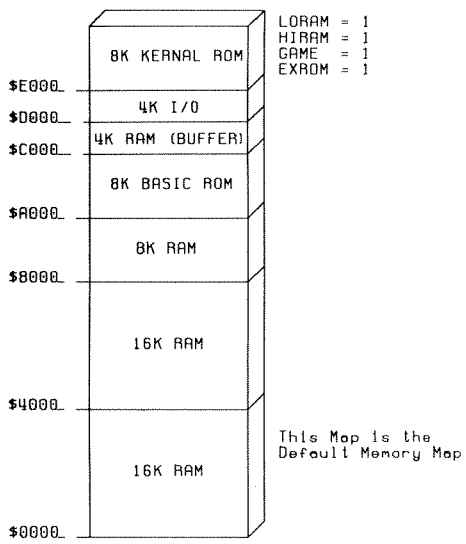 LORAM = 1
HIRAM = 1
GAME = 1
EXROM = 1
8K KERNAL ROM
$E000
4K I/O
$D000
4K RAM (BUFFER)
$C000
8K BASIC ROM
$A000
8K RAM
$8000
16K RAM
$4000
This Map is the
Default Memory Map
16K RAM
$0000